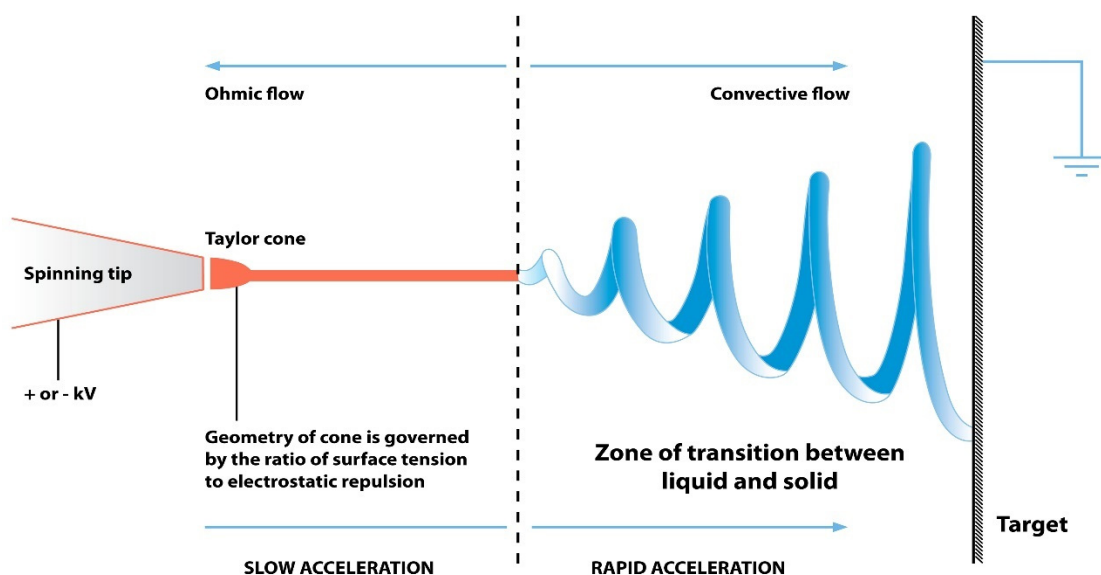 Ohmic flow
Convective flow
Taylor cone
Spinning tip
+ or - kV
Geometry of cone is governed
by the ratio of surface tension
to electrostatic repulsion
Zone of transition between
liquid and solid
Target
SLOW ACCELERATION
RAPID ACCELERATION